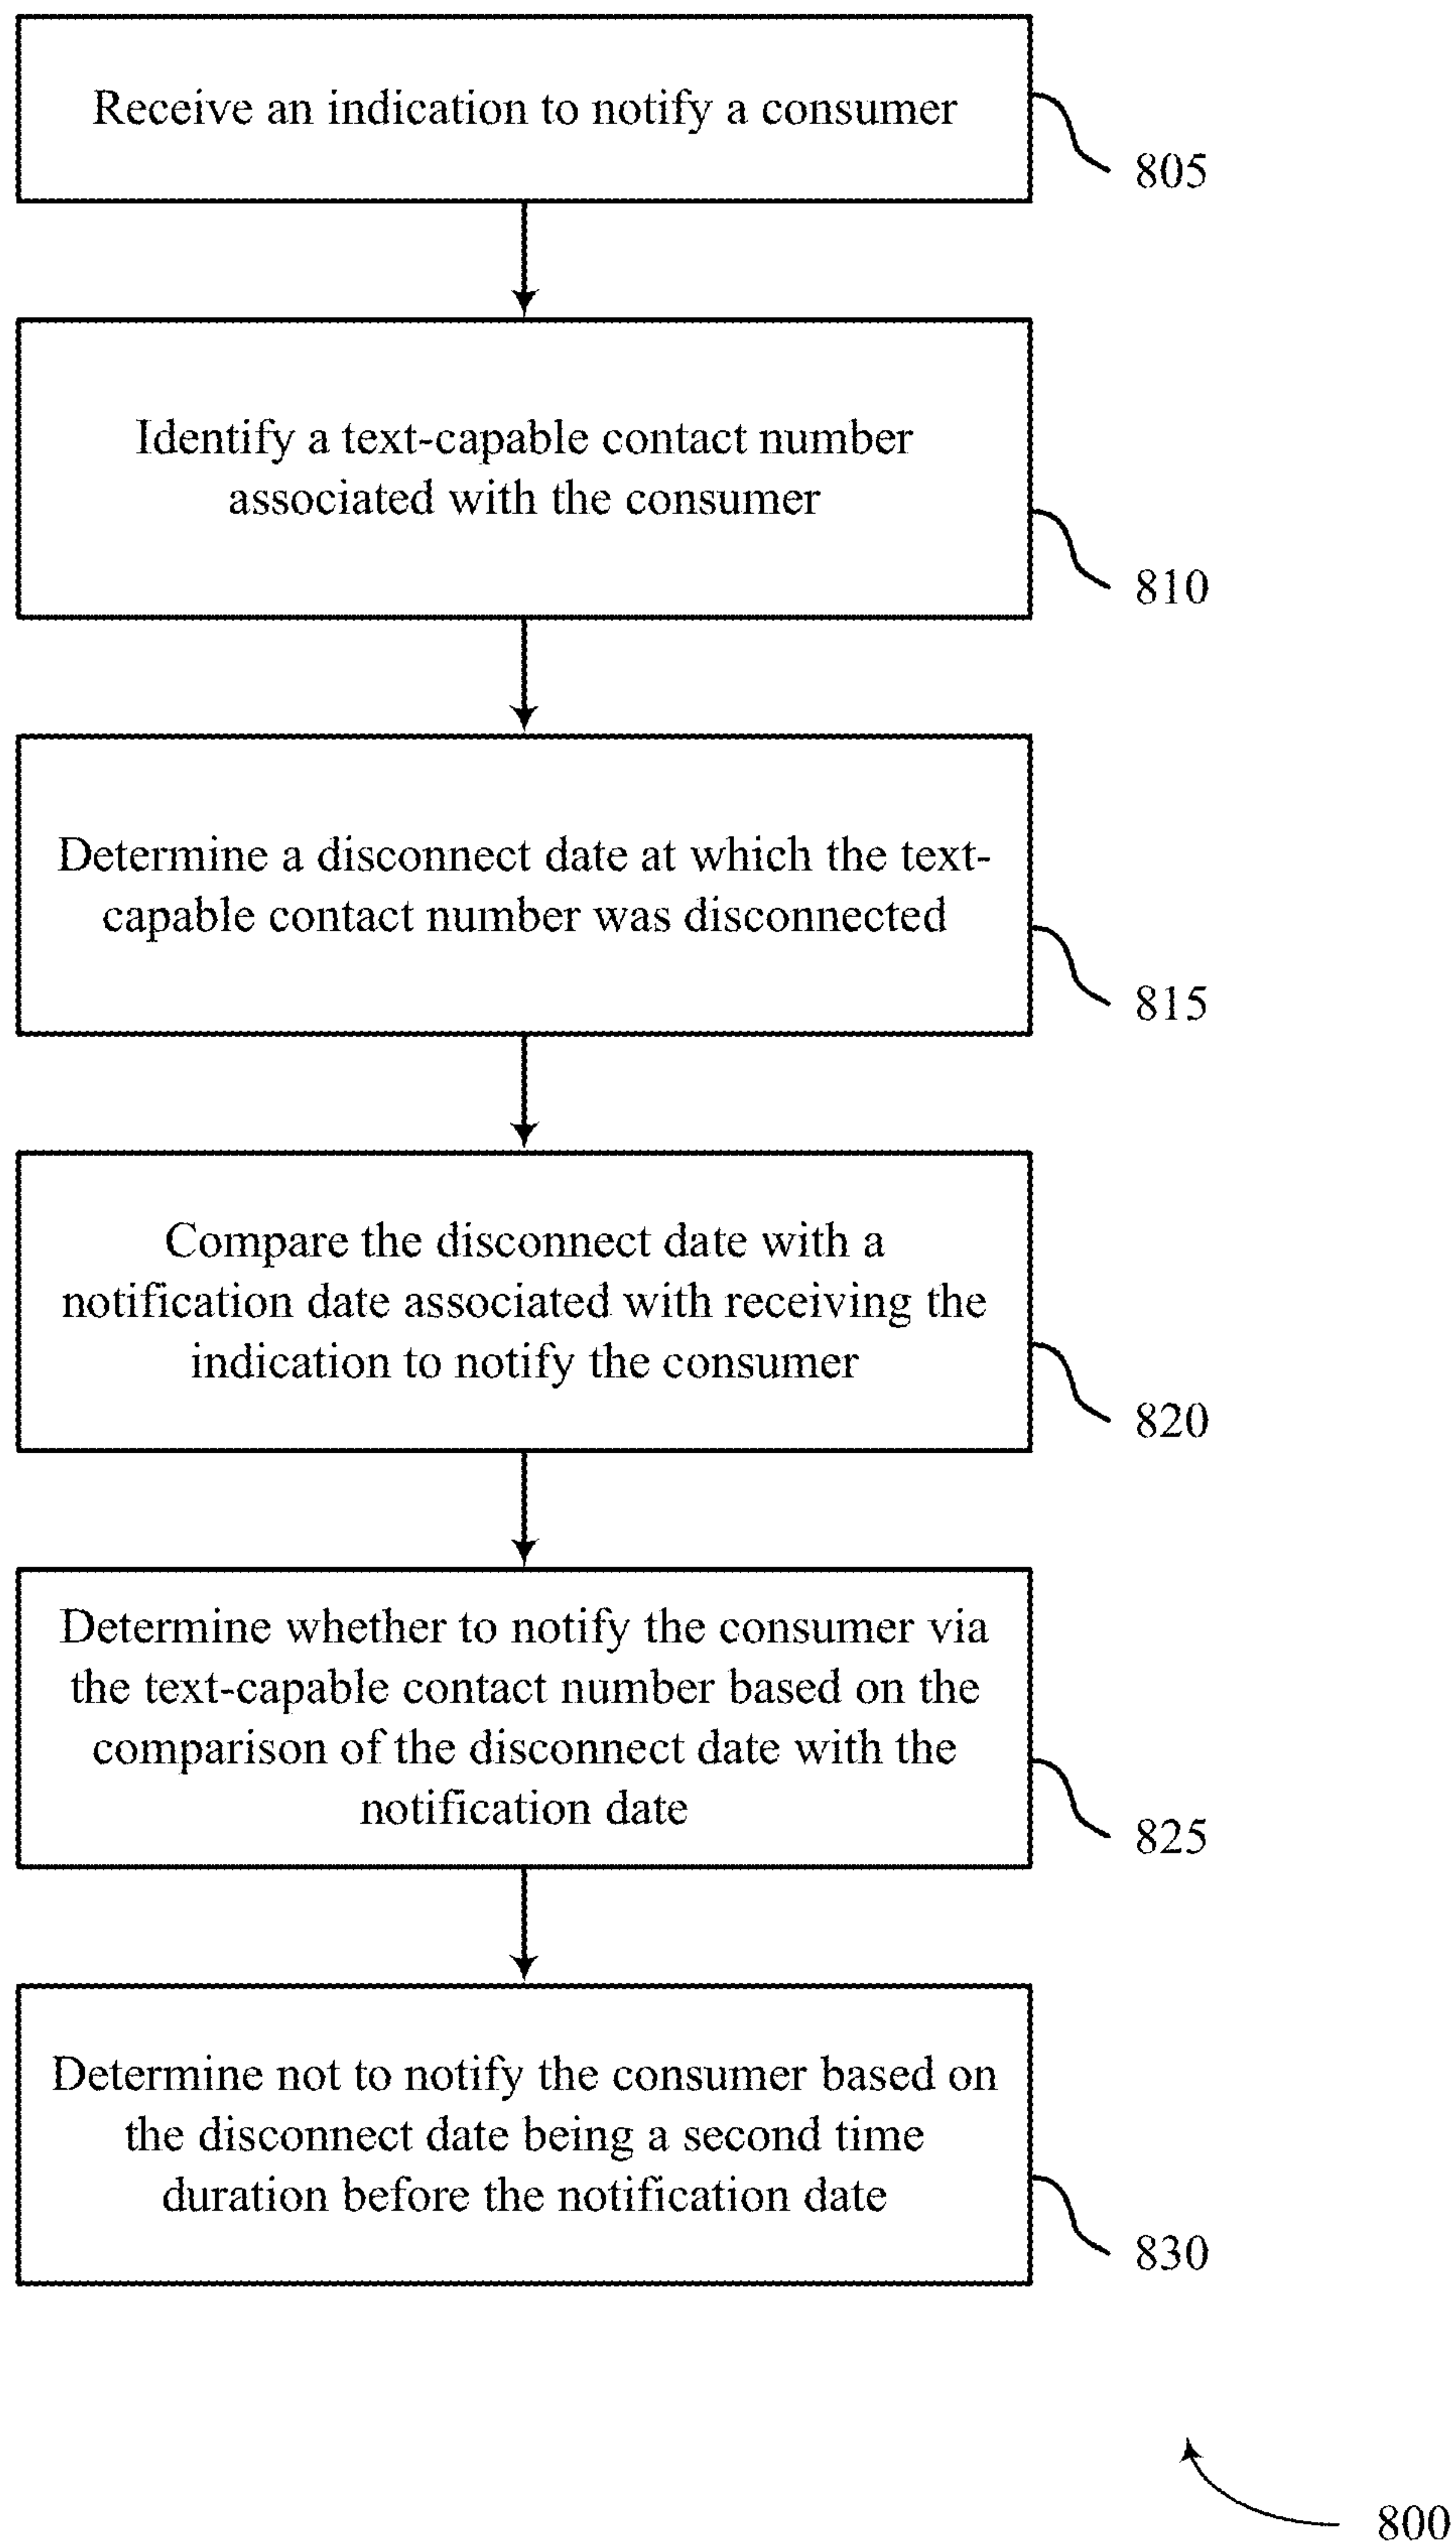 Receive an indication to notify a consumer
805
Identify a text-capable contact number
associated with the consumer
810
Determine a disconnect date at which the text-
capable contact number was disconnected
815
Compare the disconnect date with a
notification date associated with receiving the
indication to notify the consumer
820
Determine whether to notify the consumer via
the text-capable contact number based on the
comparison of the disconnect date with the
notification date
825
Determine not to notify the consumer based on
the disconnect date being a second time
duration before the notification date
830
800